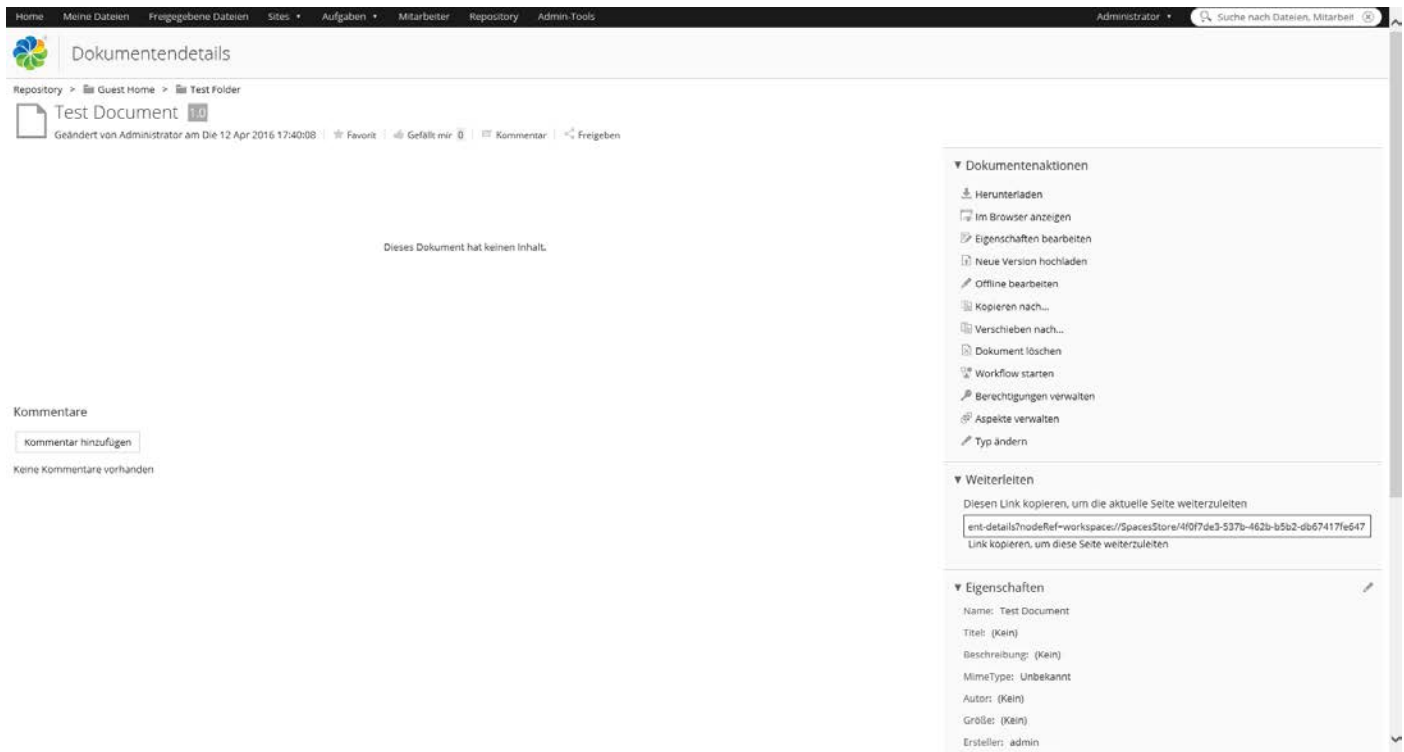 Home Meine Dateien Freigegebene Dateien Sites Aufgaben Mitarbeiter Repository Admin-Tools Administrator Suche nach Dateien, Mitarbeit
Dokumentendetails
Repository > Guest Home > Test Folder
Test Document 1.0
Geändert von Administrator am Die 12 Apr 2016 17:40:08 Favorit Gefällt mir 0 Kommentar Freigeben
Dieses Dokument hat keinen Inhalt.
Kommentare
Kommentar hinzufügen
Keine Kommentare vorhanden
Dokumentenaktionen
Herunterladen
Im Browser anzeigen
Eigenschaften bearbeiten
Neue Version hochladen
Offline bearbeiten
Kopieren nach...
Verschieben nach...
Dokument löschen
Workflow starten
Berechtigungen verwalten
Aspekte verwalten
Typ ändern
Weiterleiten
Diesen Link kopieren, um die aktuelle Seite weiterzuleiten
ent-details?nodeRef=workspace://SpacesStore/4f0f7de3-537b-462b-b5b2-db67417fe647
Link kopieren, um diese Seite weiterzuleiten
Eigenschaften
Name: Test Document
Titel: (Kein)
Beschreibung: (Kein)
MimeType: Unbekannt
Autor: (Kein)
Größe: (Kein)
Ersteller: admin